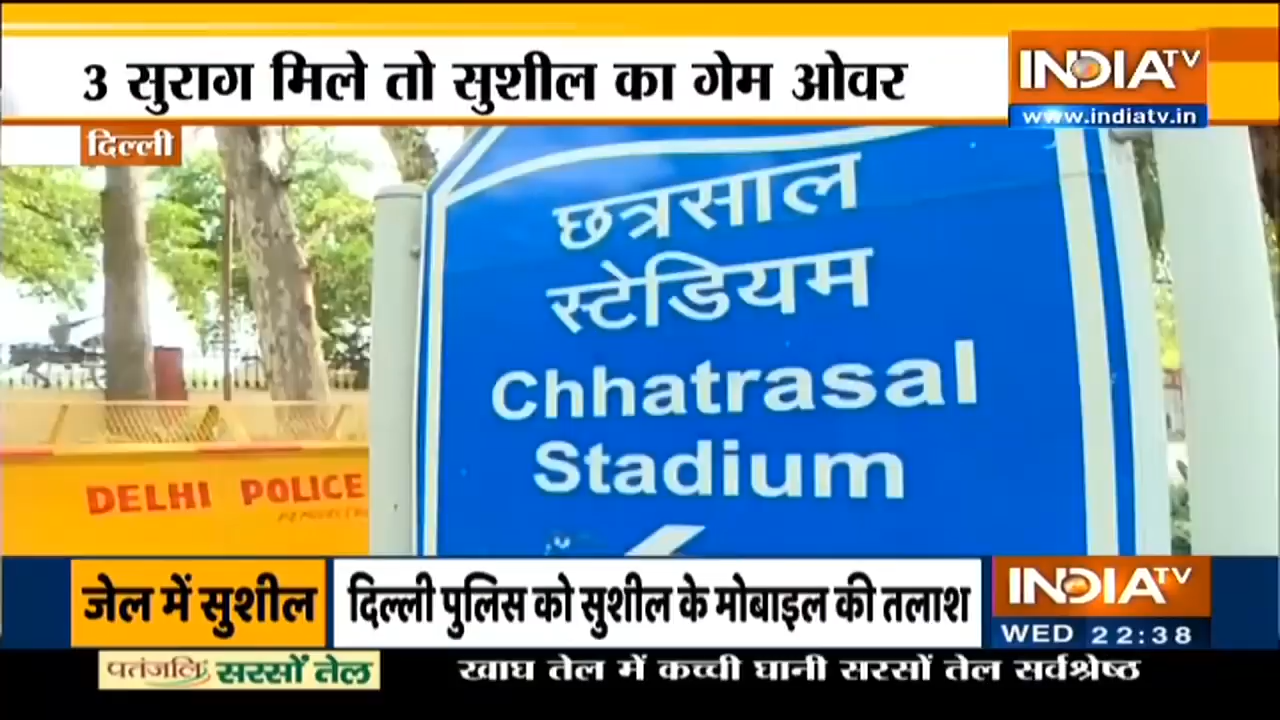 3 सुराग मिले तो सुशील का गेम ओवर
INDIA TV
www.indiatv.in
दिल्ली
छत्रसाल
स्टेडियम
Chhatrasal
Stadium
DELHI POLICE
जेल में सुशील
दिल्ली पुलिस को सुशील के मोबाइल की तलाश
INDIA TV
WED 22:38
पतंजलि सरसों तेल
खाद्य तेल में कच्ची घानी सरसों तेल सर्वश्रेष्ठ